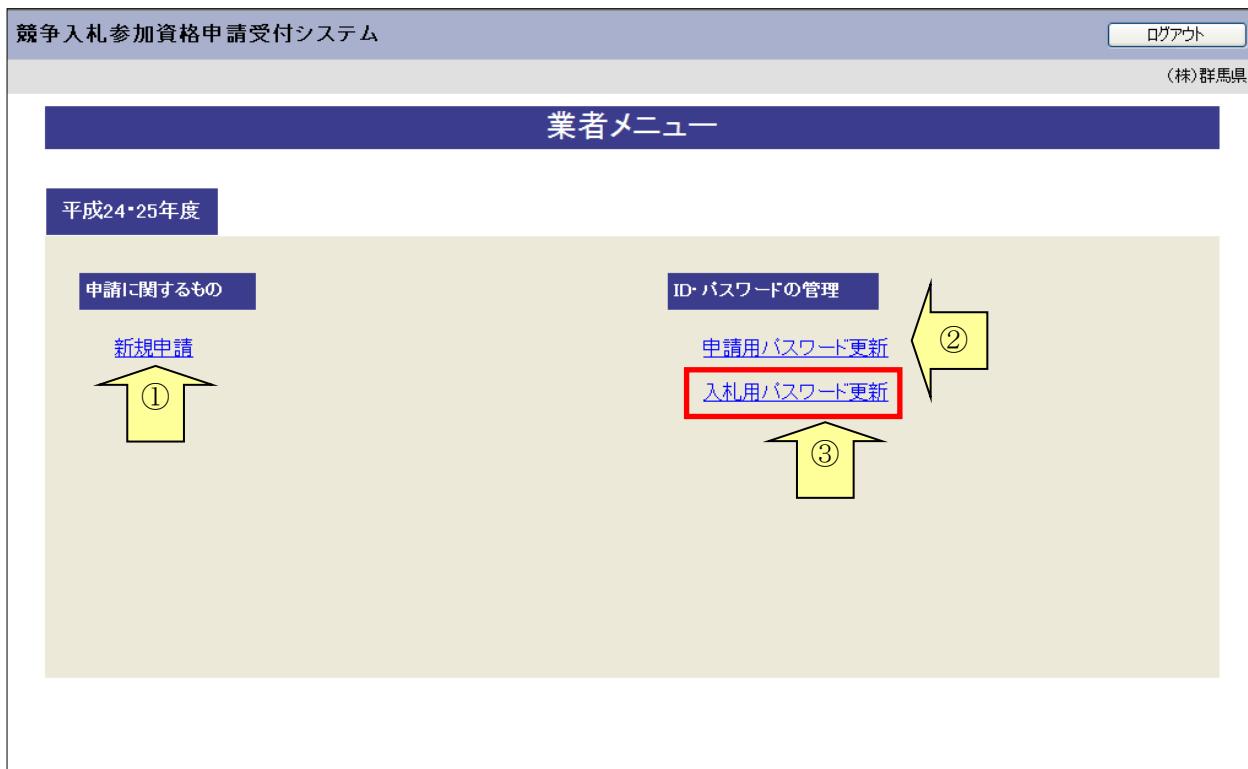 競争入札参加資格申請受付システム
ログアウト
(株)群馬県
業者メニュー
平成24・25年度
申請に関するもの
ID・パスワードの管理
新規申請
申請用パスワード更新
②
入札用パスワード更新
①
③